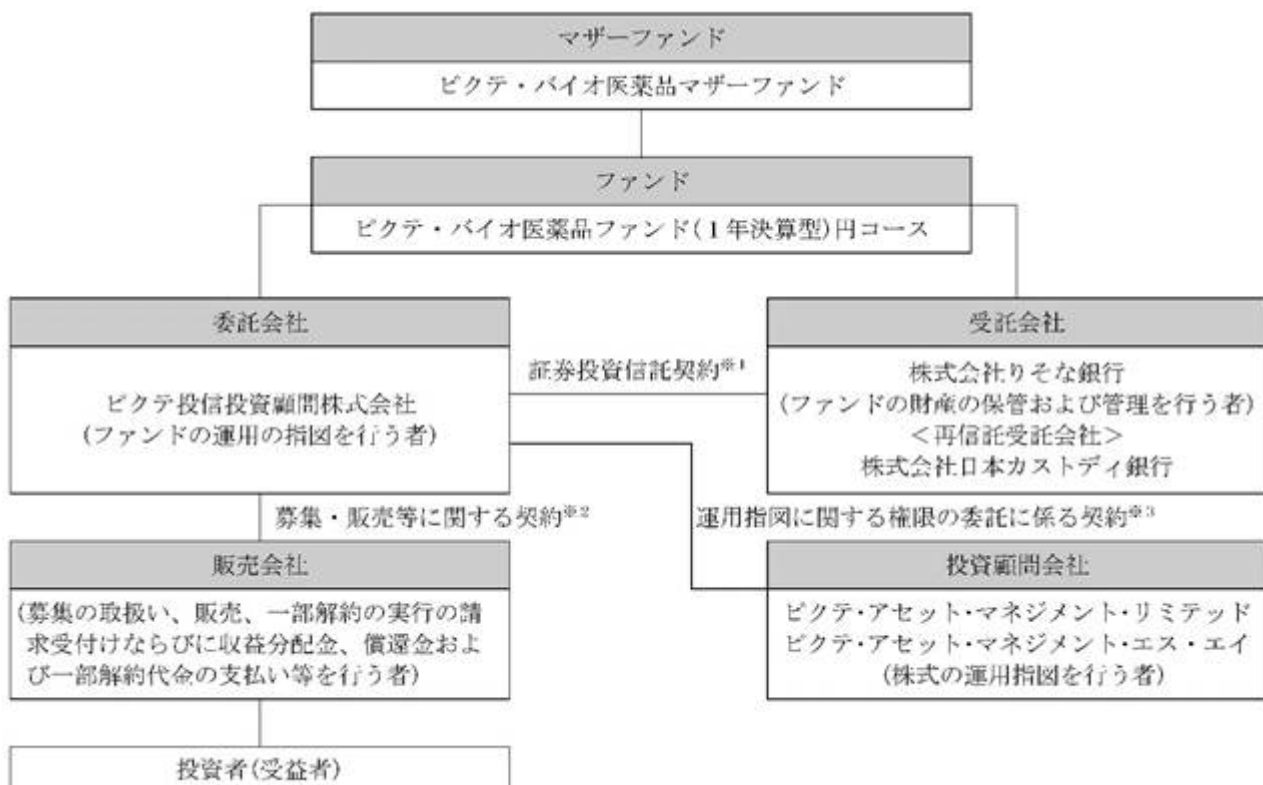 マザーファンド
ピクテ・バイオ医薬品マザーファンド
ファンド
ピクテ・バイオ医薬品ファンド(1年決算型)円コース
委託会社
ピクテ投信投資顧問株式会社
(ファンドの運用の指図を行う者)
証券投資信託契約※1
受託会社
株式会社りそな銀行
(ファンドの財産の保管および管理を行う者)
<再信託受託会社>
株式会社日本カストディ銀行
募集・販売等に関する契約※2
運用指図に関する権限の委託に係る契約※3
販売会社
(募集の取扱い、販売、一部解約の実行の請
求受付けならびに収益分配金、償還金およ
び一部解約代金の支払い等を行う者)
投資顧問会社
ピクテ・アセット・マネジメント・リミテッド
ピクテ・アセット・マネジメント・エス・エイ
(株式の運用指図を行う者)
投資者(受益者)